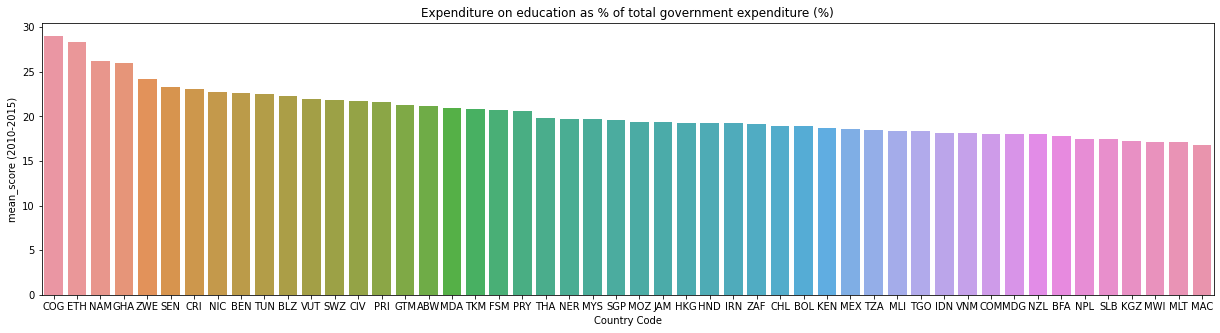 Expenditure on education as % of total government expenditure (%)
mean_score (2010-2015)
30
25
20
15
10
5
0
COG ETH NAM GHA ZWE SEN CRI NIC BEN TUN BLZ VUT SWZ CIV PRI GTM ABW MDA TKM FSM PRY THA NER MYS SGP MOZ JAM HKG HND IRN ZAF CHL BOL KEN MEX TZA MLI TGO IDN VNM COM MDG NZL BFA NPL SLB KGZ MWI MLT MAC
Country Code